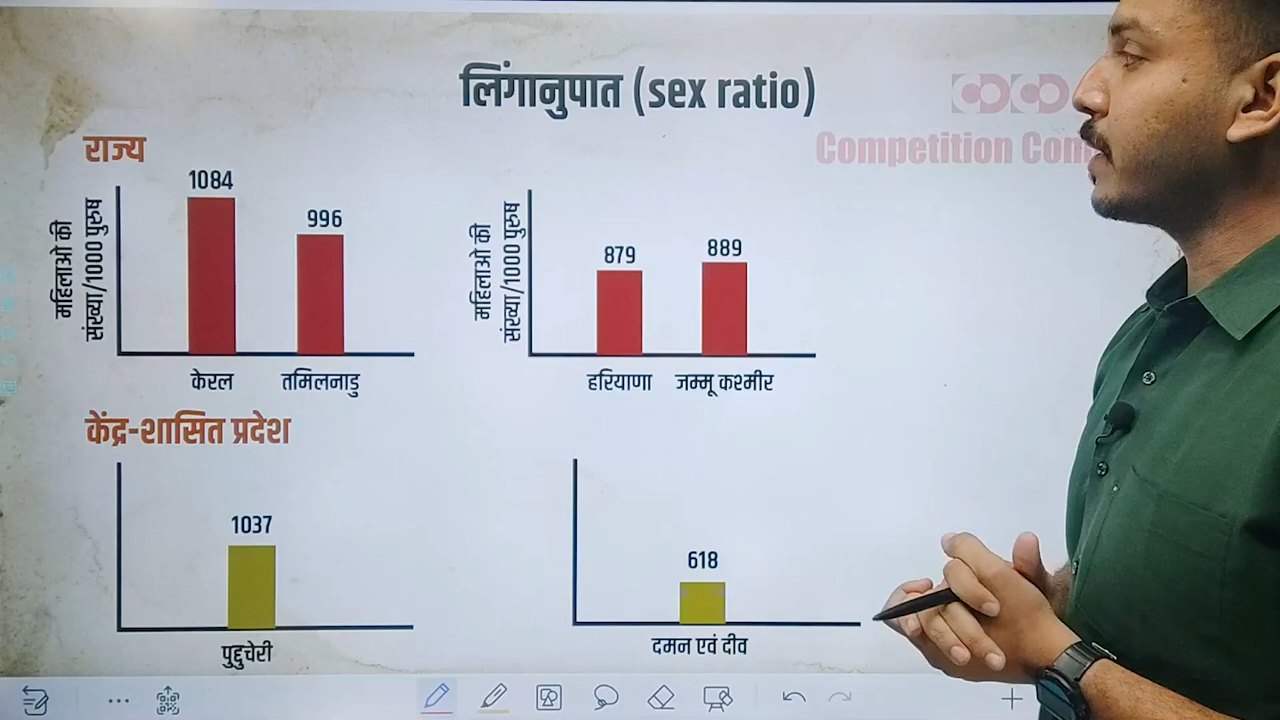 लिंगानुपात (sex ratio)
Competition Com
राज्य
महिलाओ की
संख्या/1000 पुरुष
1084
996
केरल
तमिलनाडु
महिलाओ की
संख्या/1000 पुरुष
879
889
हरियाणा
जम्मू कश्मीर
केंद्र-शासित प्रदेश
1037
पुद्दुचेरी
618
दमन एवं दीव